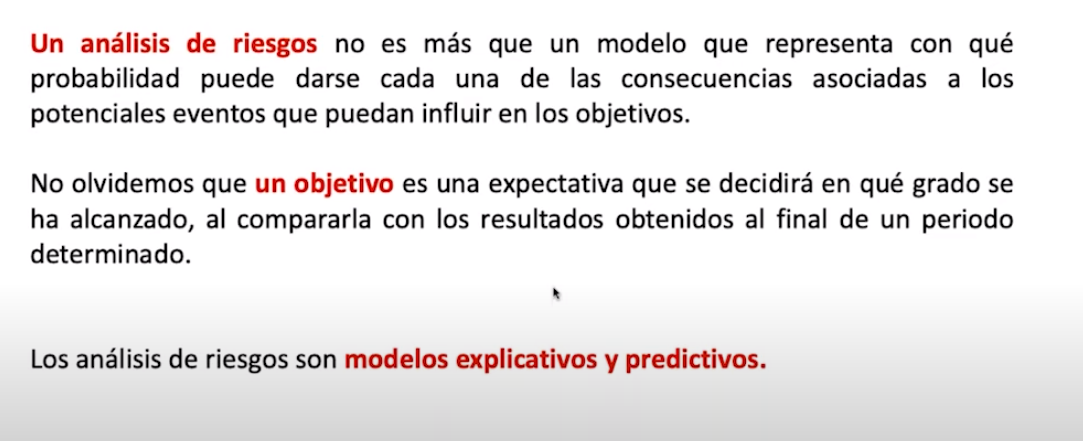 Un análisis de riesgos no es más que un modelo que representa con qué
probabilidad puede darse cada una de las consecuencias asociadas a los
potenciales eventos que puedan influir en los objetivos.
No olvidemos que un objetivo es una expectativa que se decidirá en qué grado se
ha alcanzado, al compararla con los resultados obtenidos al final de un periodo
determinado.
Los análisis de riesgos son modelos explicativos y predictivos.